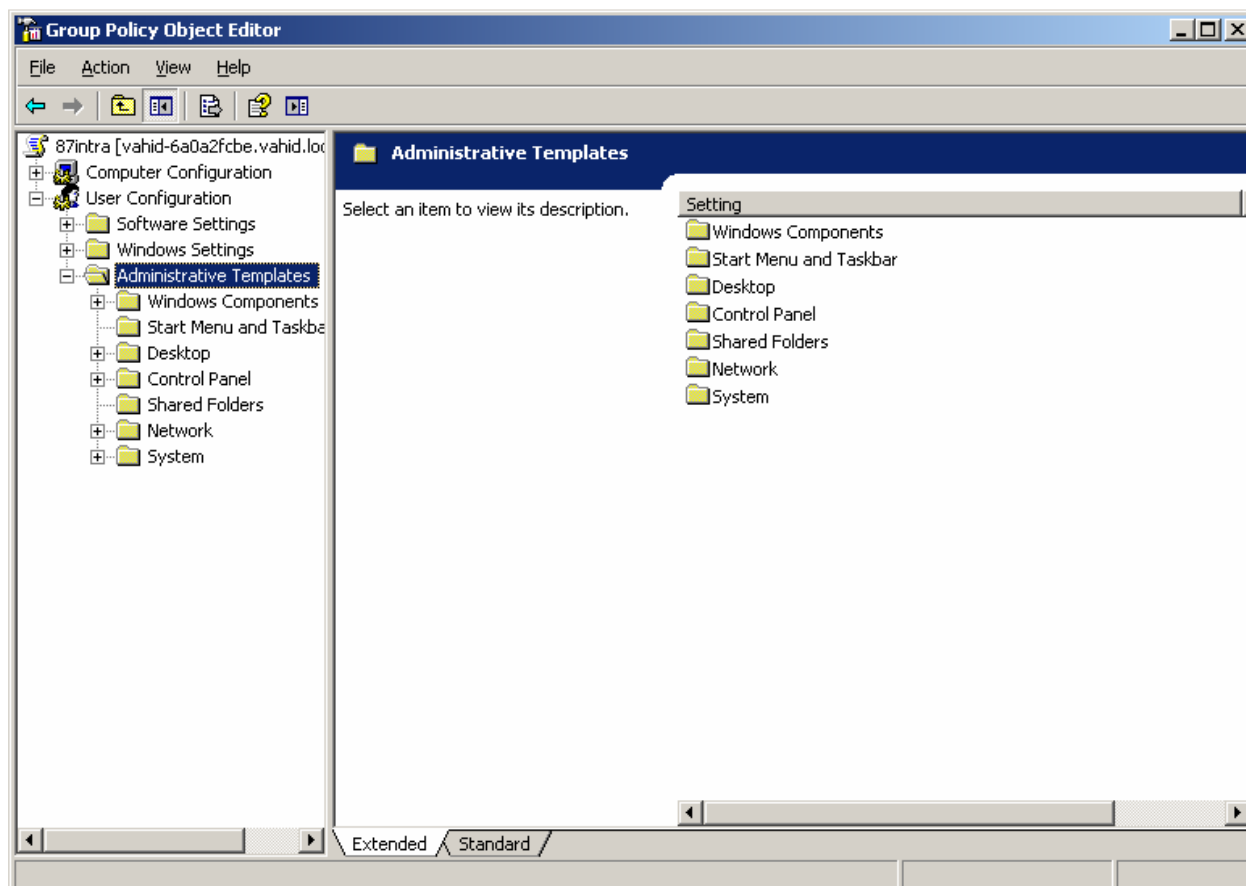 Group Policy Object Editor
File Action View Help
87intra [vahid-6a0a2fcbe.vahid.loc
Computer Configuration
User Configuration
Software Settings
Windows Settings
Administrative Templates
Windows Components
Start Menu and Taskba
Desktop
Control Panel
Shared Folders
Network
System
Administrative Templates
Select an item to view its description.
Setting
Windows Components
Start Menu and Taskbar
Desktop
Control Panel
Shared Folders
Network
System
Extended Standard